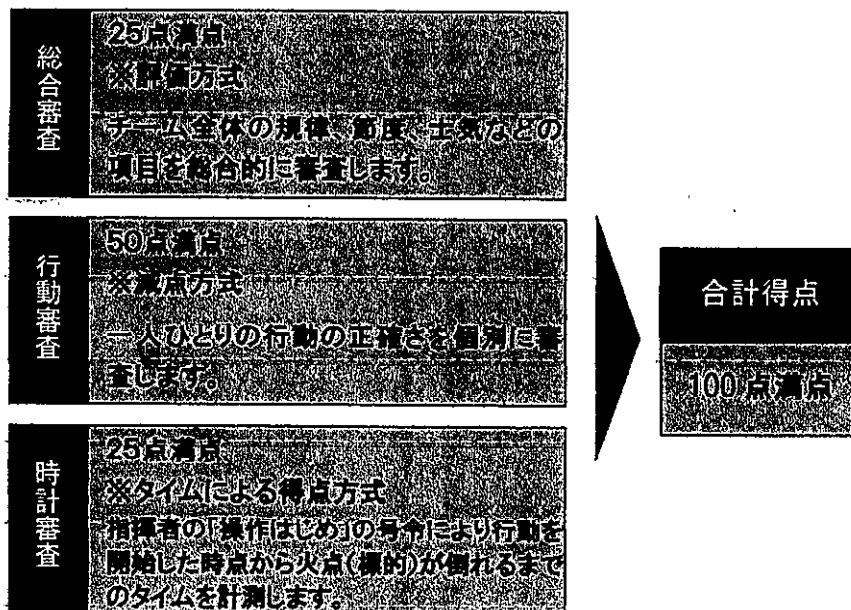 総合審査
25点満点
※評価方式
チーム全体の規律、節度、士気などの
項目を総合的に審査します。
行動審査
50点満点
※減点方式
一人ひとりの行動の正確さを個別に審
査します。
時計審査
25点満点
※タイムによる得点方式
指揮者の「操作はじめ」の号令により行動を
開始した時点から火点(標的)が倒れるまで
のタイムを計測します。
合計得点
100点満点